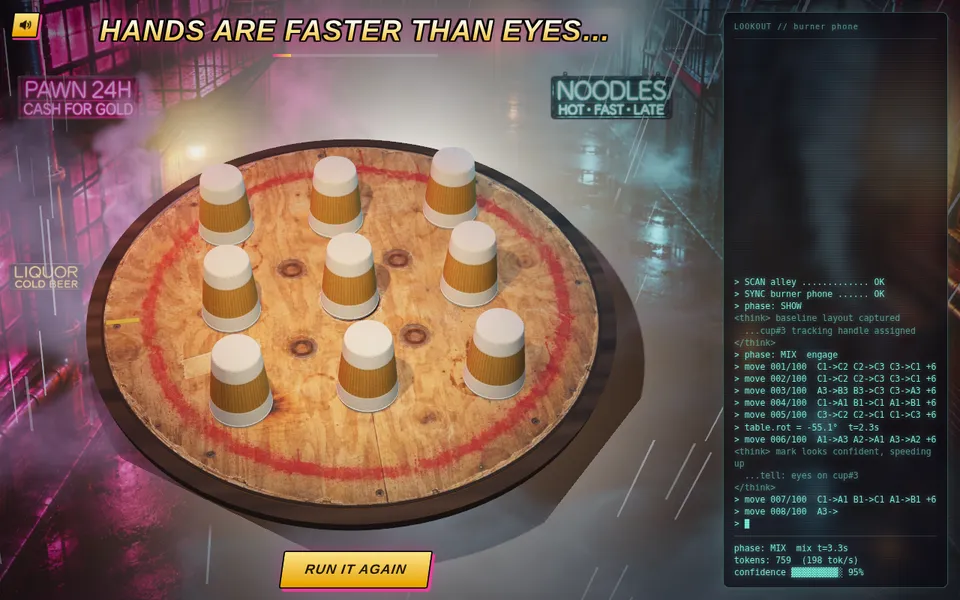 HANDS ARE FASTER THAN EYES...
PAWN 24H
CASH FOR GOLD
NOODLES
HOT • FAST • LATE
LIQUOR
COLD BEER
RUN IT AGAIN
LOOKOUT // burner phone
> SCAN alley ............. OK
> SYNC burner phone ...... OK
> phase: SHOW
<think> baseline layout captured
...cup#3 tracking handle assigned
</think>
> phase: MIX engage
> move 001/100 C1->C2 C2->C3 C3->C1 +6
> move 002/100 C1->C2 C2->C3 C3->C1 +6
> move 003/100 A3->B3 B3->C3 C3->A3 +6
> move 004/100 C1->A1 B1->C1 A1->B1 +6
> move 005/100 C3->C2 C2->C1 C1->C3 +6
> table.rot = -55.1° t=2.3s
> move 006/100 A1->A3 A2->A1 A3->A2 +6
<think> mark looks confident, speeding
up
...tell: eyes on cup#3
</think>
> move 007/100 C1->A1 B1->C1 A1->B1 +6
> move 008/100 A3->
>
phase: MIX mix t=3.3s
tokens: 759 (198 tok/s)
confidence ▓▓▓▓▓▓▓▓▓░ 95%